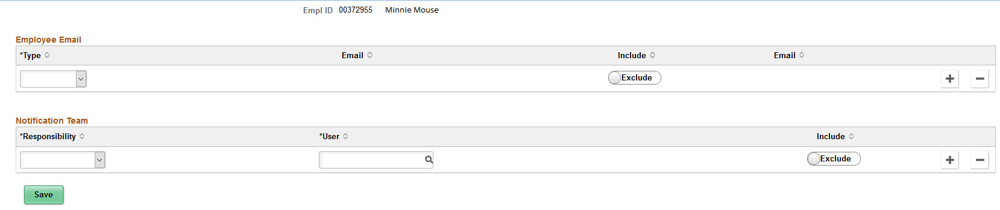 Empl ID 00372955 Minnie Mouse
Employee Email
*Type Email Include Email
Exclude
Notification Team
*Responsibility *User Include
Exclude
Save